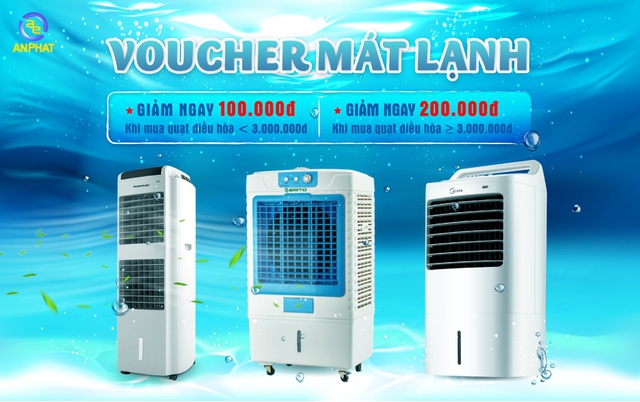 ANPHAT
VOUCHER MÁT LẠNH
GIẢM NGAY 100.000đ
Khi mua quạt điều hòa < 3.000.000đ
GIẢM NGAY 200.000đ
Khi mua quạt điều hòa ≥ 3.000.000đ
Midea